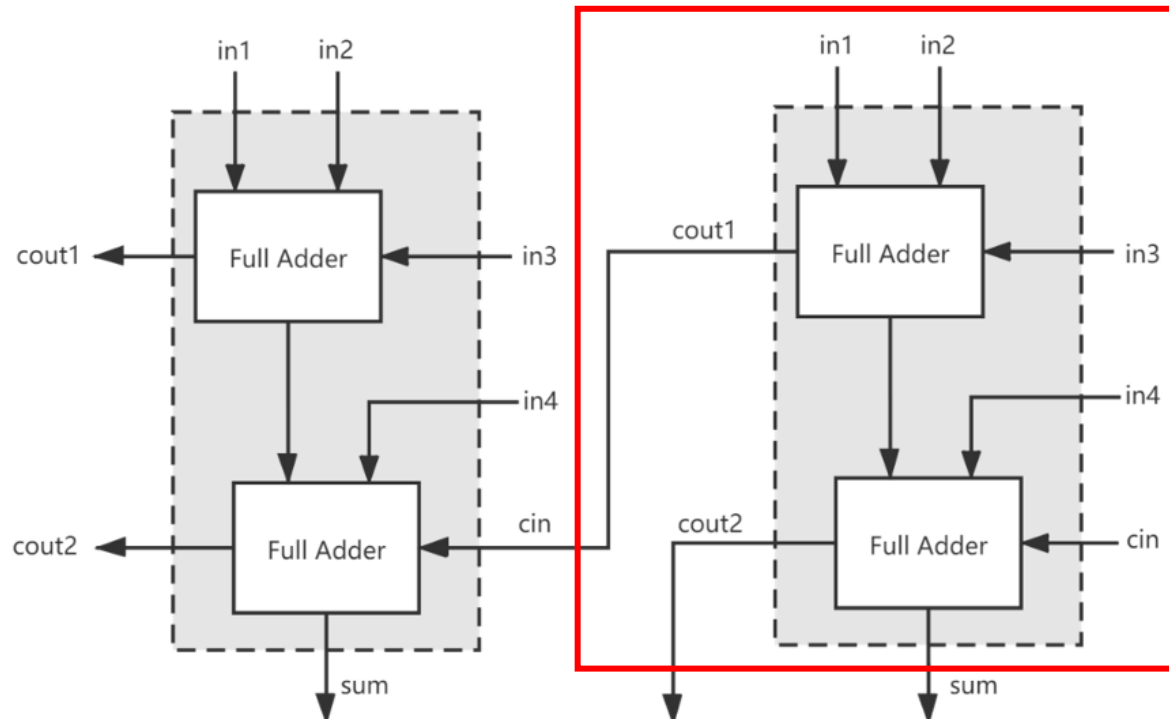 in1
in2
in1
in2
cout1
Full Adder
in3
cout1
Full Adder
in3
in4
in4
cout2
Full Adder
cin
cout2
Full Adder
cin
sum
sum